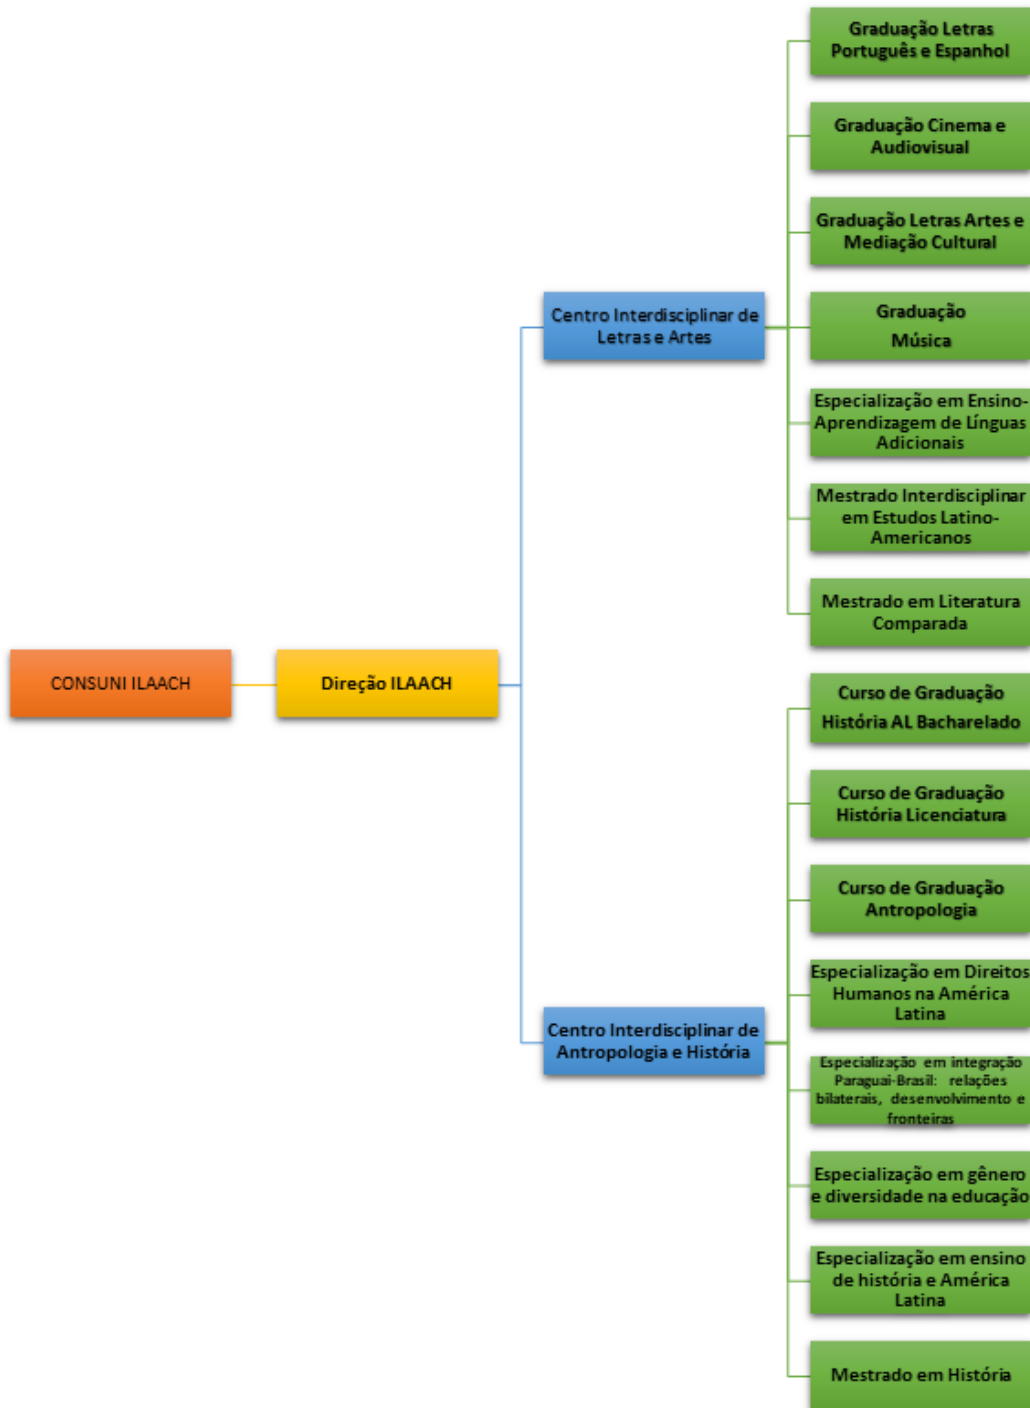 Graduação Letras
Português e Espanhol
Graduação Cinema e
Audiovisual
Graduação Letras Artes e
Mediação Cultural
Centro Interdisciplinar de
Letras e Artes
Graduação
Música
Especialização em Ensino-
Aprendizagem de Línguas
Adicionais
Mestrado Interdisciplinar
em Estudos Latino-
Americanos
Mestrado em Literatura
Comparada
CONSUNI ILAACH
Direção ILAACH
Curso de Graduação
História AL Bacharelado
Curso de Graduação
História Licenciatura
Curso de Graduação
Antropologia
Especialização em Direitos
Humanos na América
Latina
Centro Interdisciplinar de
Antropologia e História
Especialização em integração
Paraguai-Brasil: relações
bilaterais, desenvolvimento e
fronteiras
Especialização em gênero
e diversidade na educação
Especialização em ensino
de história e América
Latina
Mestrado em História